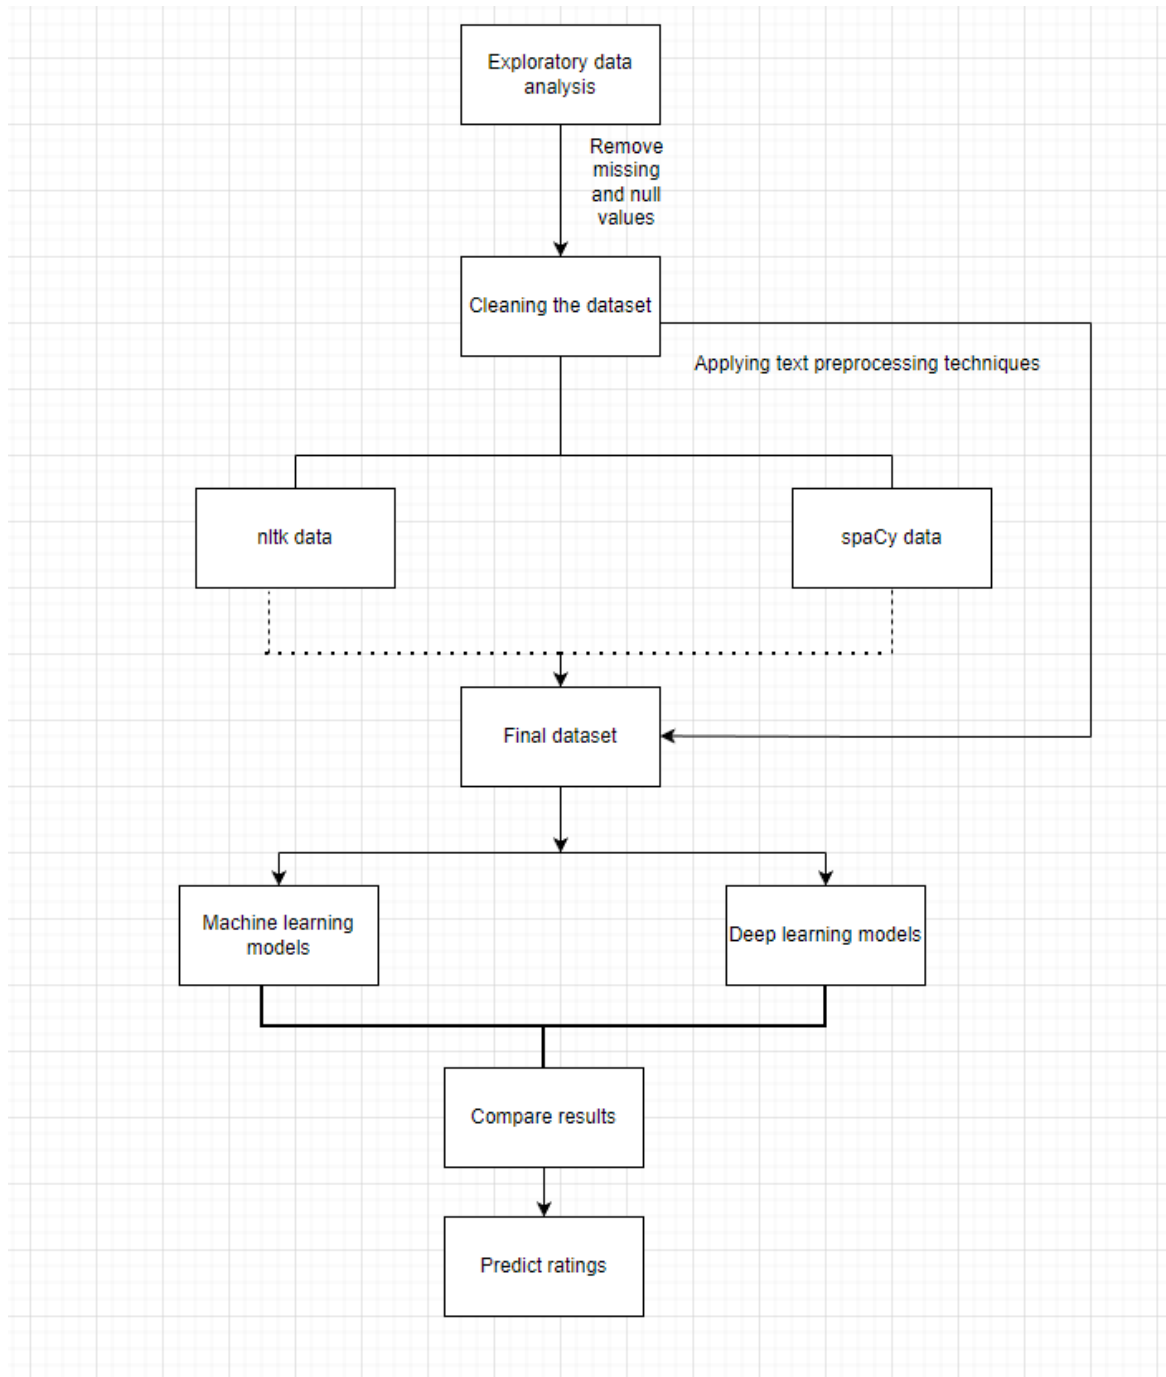 Exploratory data
analysis
Remove
missing
and null
values
Cleaning the dataset
Applying text preprocessing techniques
nltk data
spaCy data
Final dataset
Machine learning
models
Deep learning models
Compare results
Predict ratings